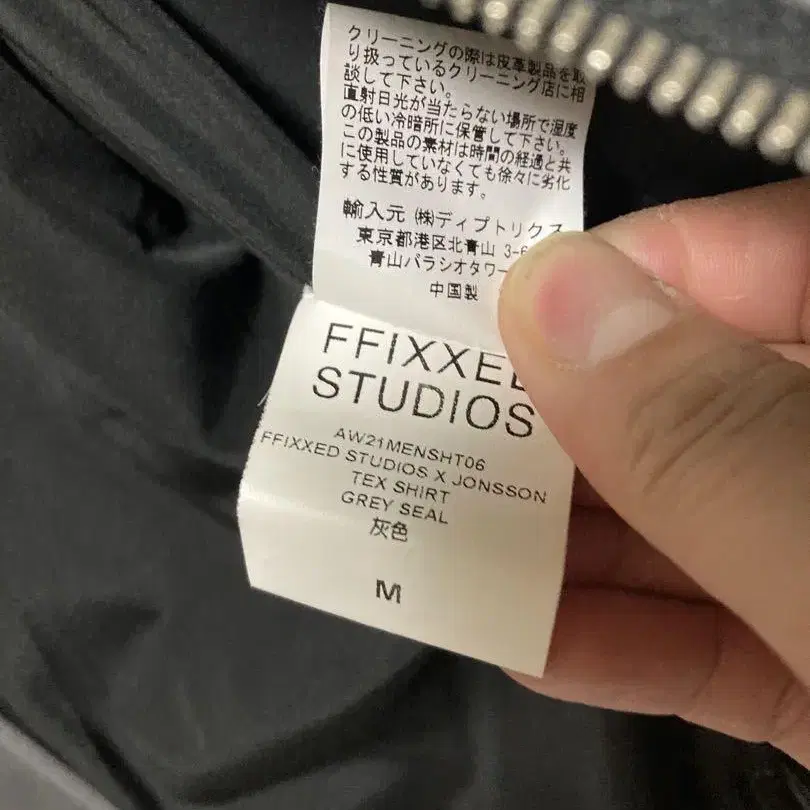 クリーニングの際は皮革製品を取
り扱っているクリーニング店に相
談して下さい。
直射日光が当たらない場所で湿度
の低い冷暗所に保管して下さい。
この製品の素材は時間の経過と共
に使用していなくても徐々に劣化
する性質があります。
輸入元 (株)ディプトリクス
東京都港区北青山 3-6
青山パラシオタワー
中国製
FFIXXED
STUDIOS
AW21MENSHT06
FFIXXED STUDIOS X JONSSON
TEX SHIRT
GREY SEAL
灰色
M